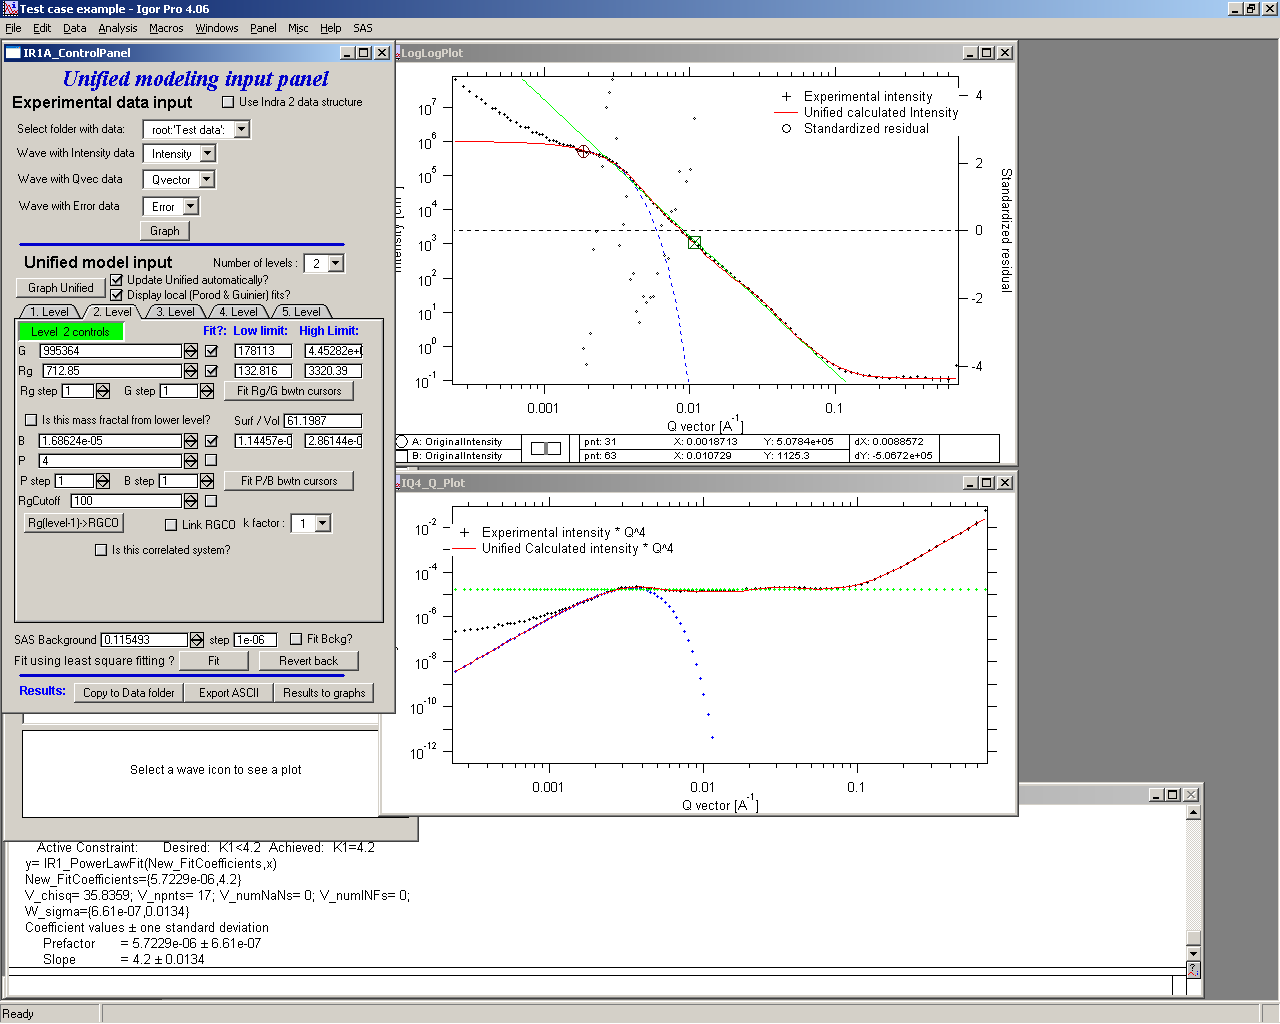 Test case example - Igor Pro 4.06
File Edit Data Analysis Windows Panel Misc Help SAS
IR1A_ControlPanel
Unified modeling input panel
Experimental data input
Use Indra 2 data structure
Select folder with data: root:'Test data':
Wave with Intensity data Intensity
Wave with Qvec data Qvector
Wave with Error data Error
Graph
Unified model input
Number of levels : 2
Graph Unified
Update Unified automatically?
Display local (Porod & Guinier) fits?
1. Level 2. Level 3. Level 4. Level 5. Level
Level 2 controls Fit?: Low limit: High Limit:
G 995364 178113 4.45282e+
Rg 712.85 132.816 3320.39
Rg step 1 G step 1 Fit Rg/G bwtn cursors
Is this mass fractal from lower level? Surf / Vol 61.1987
B 1.68624e-05 1.14457e-0 2.86144e-0
P 4
P step 1 B step 1 Fit P/B bwtn cursors
RgCutoff 100
Rg(level-1)->RGCO Link RGCO k factor : 1
Is this correlated system?
SAS Background 0.115493 step 1e-06 Fit Bckg?
Fit using least square fitting ? Fit Revert back
Results: Copy to Data folder Export ASCII Results to graphs
Select a wave icon to see a plot
LogLogPlot
Experimental intensity
Unified calculated Intensity
Standardized residual
10^7
10^6
10^5
10^4
10^3
10^2
10^1
10^0
10^-1
4
2
0
-2
-4
Intensity [cm
Standardized residual
0.001 0.01 0.1
Q vector [A^-1]
A: OriginalIntensity pnt: 31 X: 0.0018713 Y: 5.0784e+05 dX: 0.0088572
B: OriginalIntensity pnt: 63 X: 0.010729 Y: 1125.3 dY: -5.0672e+05
IQ4_Q_Plot
Experimental intensity * Q^4
Unified Calculated intensity * Q^4
10^-2
10^-4
10^-6
10^-8
10^-10
10^-12
0.001 0.01 0.1
Q vector [A^-1]
Active Constraint: Desired: K1<4.2 Achieved: K1=4.2
y= IR1_PowerLawFit(New_FitCoefficients,x)
New_FitCoefficients={5.7229e-06,4.2}
V_chisq= 35.8359; V_npnts= 17; V_numNaNs= 0; V_numINFs= 0;
W_sigma={6.61e-07,0.0134}
Coefficient values ± one standard deviation
Prefactor = 5.7229e-06 ± 6.61e-07
Slope = 4.2 ± 0.0134
Ready